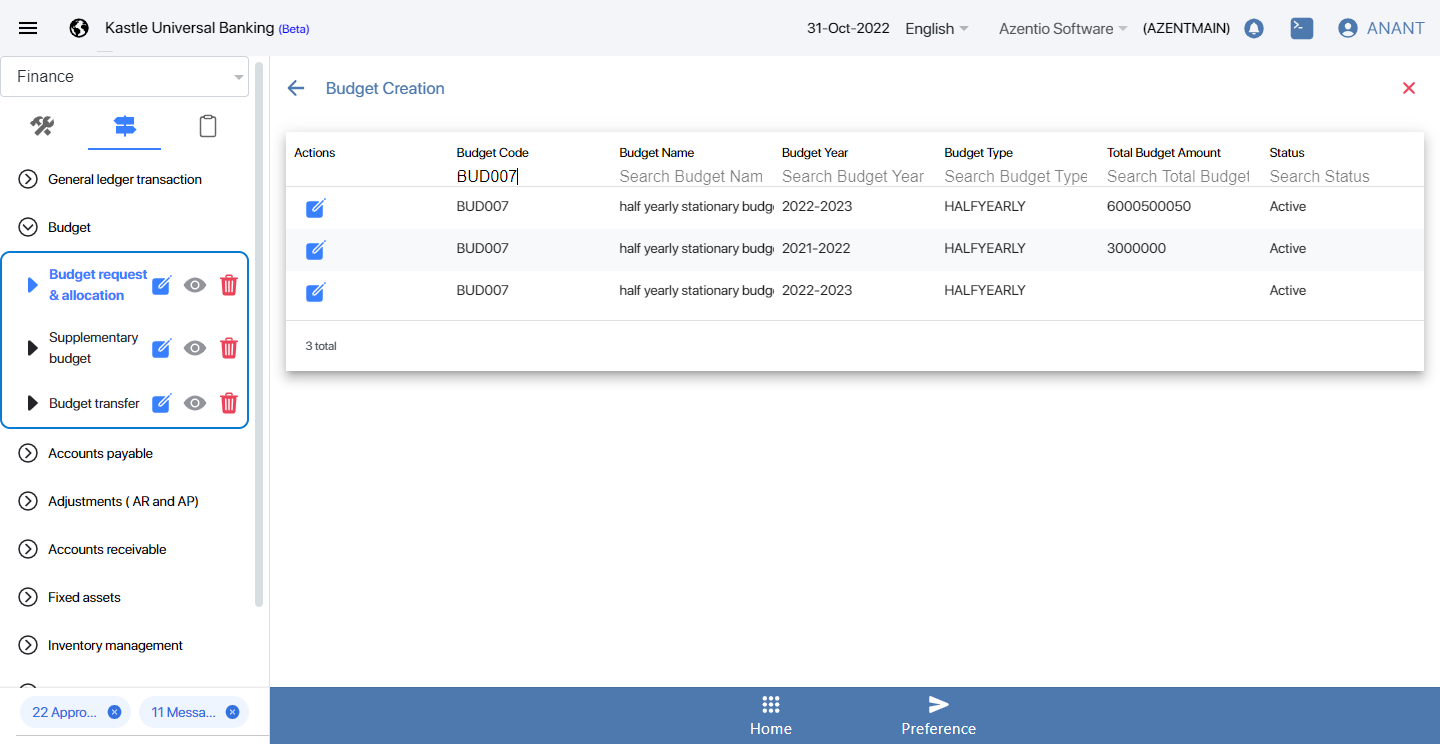 Kastle Universal Banking (Beta)
31-Oct-2022
English
Azentio Software
(AZENTMAIN)
ANANT
Finance
General ledger transaction
Budget
Budget request
& allocation
Supplementary
budget
Budget transfer
Accounts payable
Adjustments ( AR and AP)
Accounts receivable
Fixed assets
Inventory management
22 Appro...
11 Messa...
Budget Creation
Actions Budget Code Budget Name Budget Year Budget Type Total Budget Amount Status
BUD007 Search Budget Nam Search Budget Year Search Budget Type Search Total Budget Search Status
BUD007 half yearly stationary budg 2022-2023 HALFYEARLY 6000500050 Active
BUD007 half yearly stationary budg 2021-2022 HALFYEARLY 3000000 Active
BUD007 half yearly stationary budg 2022-2023 HALFYEARLY Active
3 total
Home
Preference